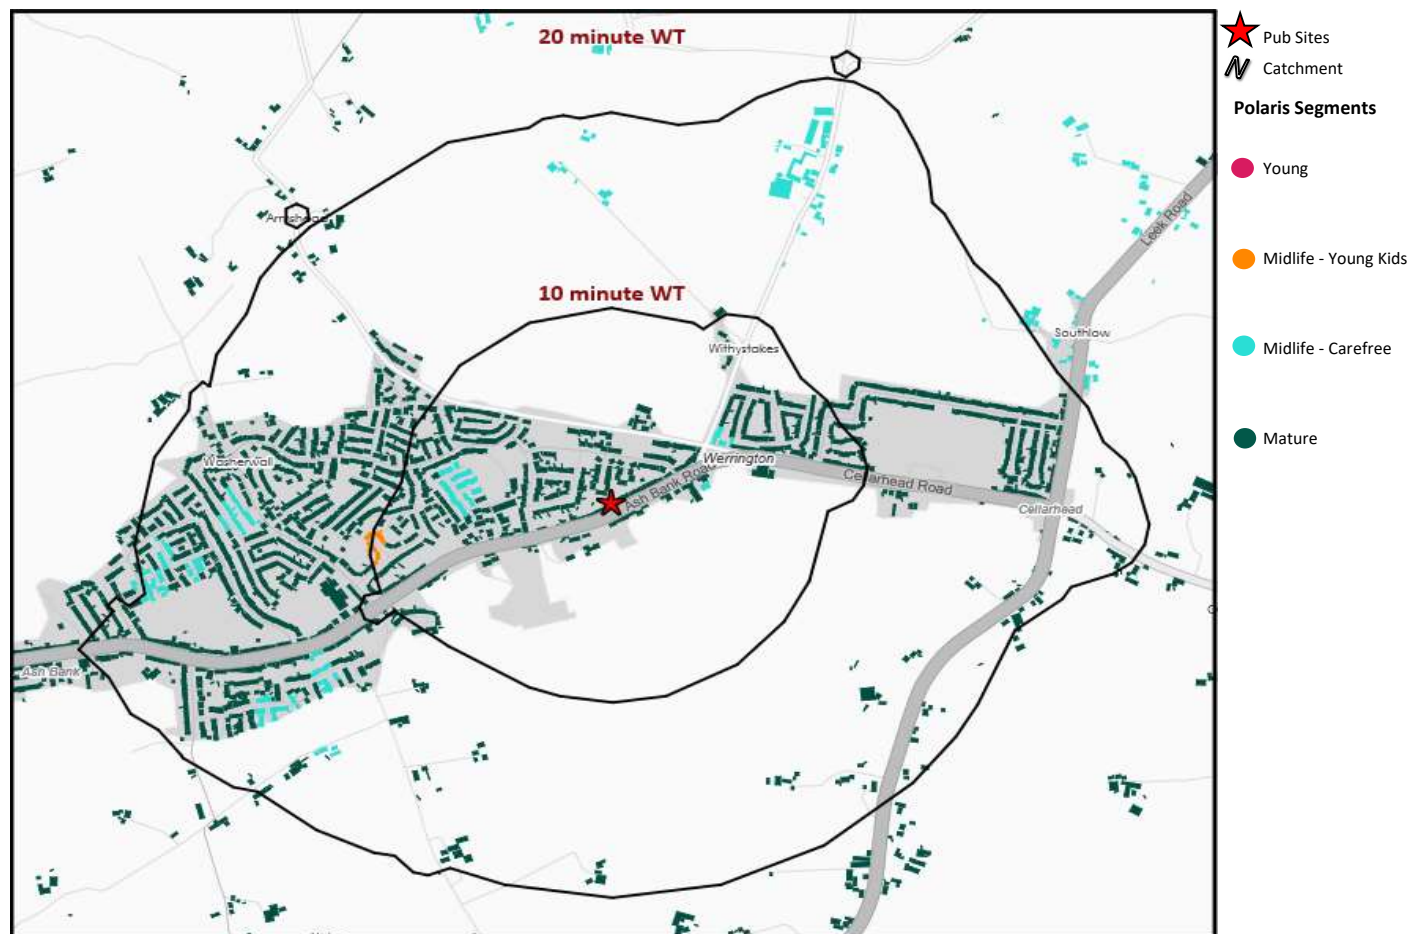 20 minute WT
Pub Sites
Catchment
Polaris Segments
Young
Midlife - Young Kids
Midlife - Carefree
Mature
Leek Road
10 minute WT
Southlow
Withystakes
Washerwall
Werrington
Ash Bank Road
Cellarhead Road
Cellarhead
Ash Bank